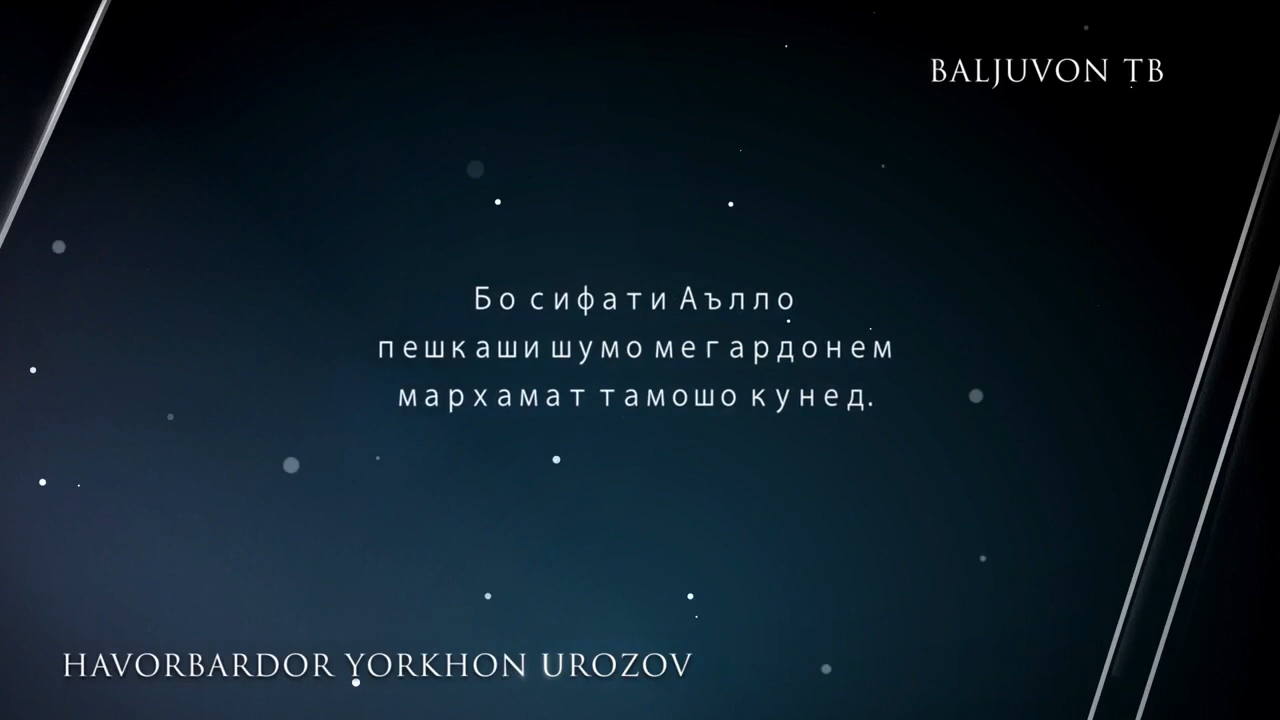 BALJUVON TB
Бо сифати Аълло
пешкаши шумо мегардонем
мархамат тамошо кунед.
HAVORBARDOR YORKHON UROZOV